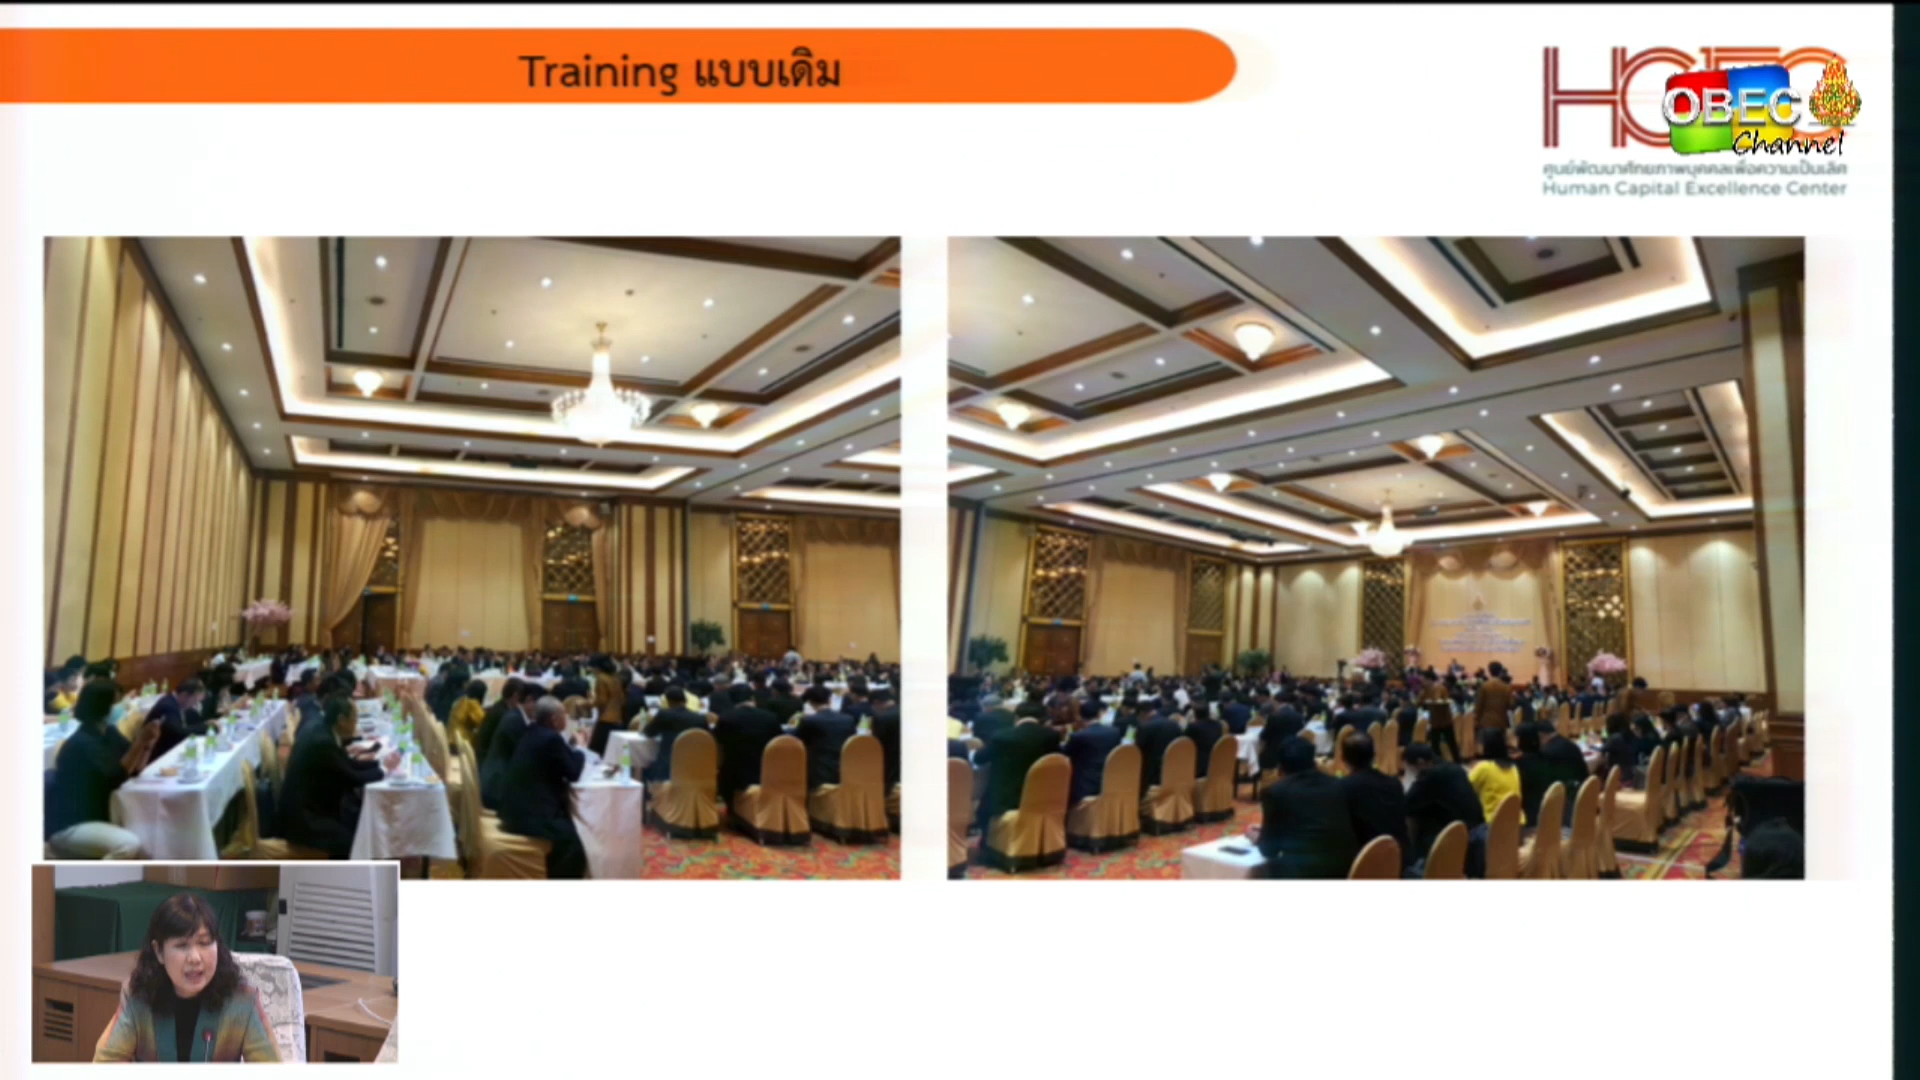 Training แบบเดิม
OBEC
Channel
ศูนย์พัฒนาศักยภาพบุคคลเพื่อความเป็นเลิศ
Human Capital Excellence Center